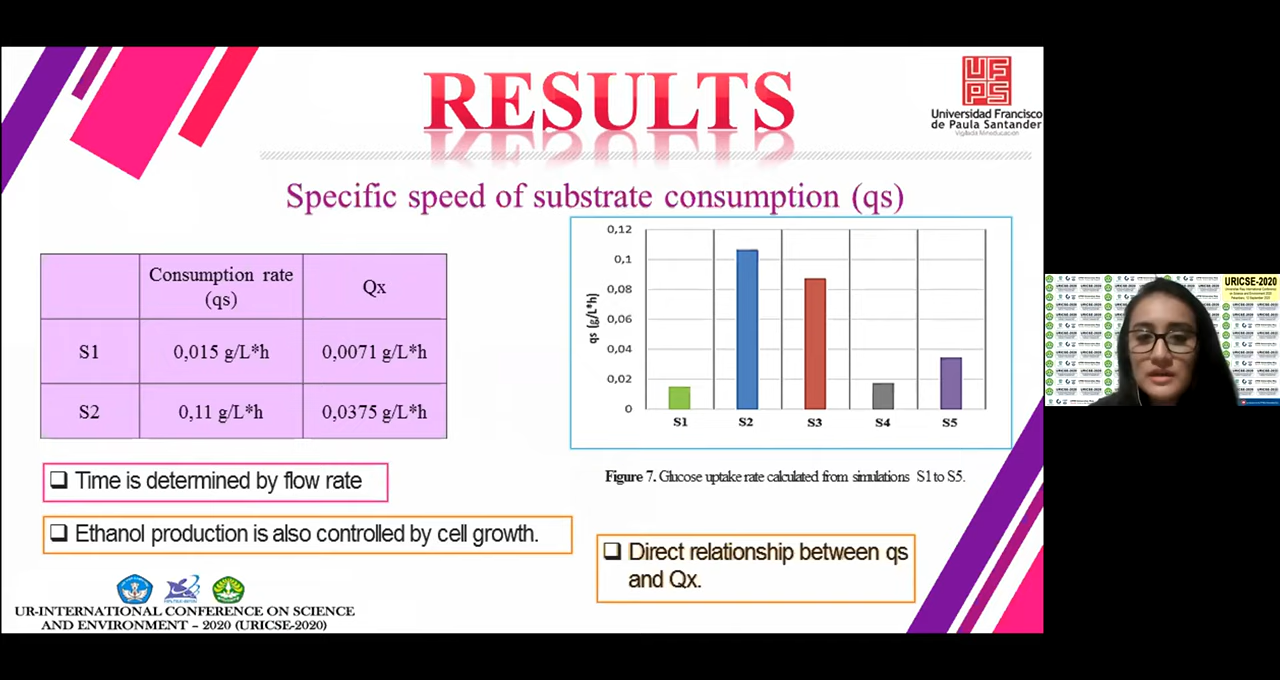 RESULTS
UF
PS
Universidad Francisco
de Paula Santander
Vigilada Mineducación
Specific speed of substrate consumption (qs)
Consumption rate
(qs)
Qx
S1
0,015 g/L*h
0,0071 g/L*h
S2
0,11 g/L*h
0,0375 g/L*h
0,12
0,1
0,08
0,06
0,04
0,02
0
qs (g/L*h)
S1
S2
S3
S4
S5
Figure 7. Glucose uptake rate calculated from simulations S1 to S5.
❑ Time is determined by flow rate
❑ Ethanol production is also controlled by cell growth.
❑ Direct relationship between qs
and Qx.
UR-INTERNATIONAL CONFERENCE ON SCIENCE
AND ENVIRONMENT – 2020 (URICSE-2020)
URICSE-2020